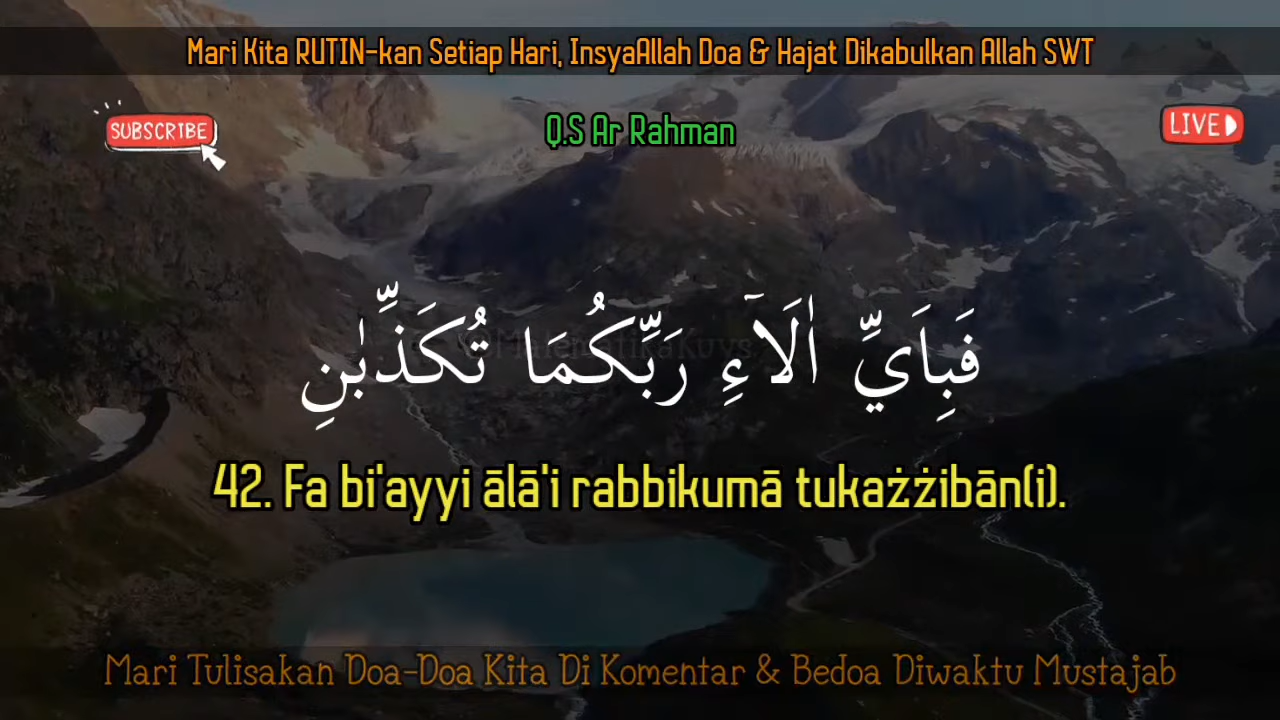 Mari Kita RUTIN-kan Setiap Hari, InsyaAllah Doa & Hajat Dikabulkan Allah SWT
SUBSCRIBE
Q.S Ar Rahman
LIVE
فَبِاَيِّ اٰلَاۤءِ رَبِّكُمَا تُكَذِّبٰنِ
42. Fa bi'ayyi ālā'i rabbikumā tukażżibān(i).
Mari Tulisakan Doa-Doa Kita Di Komentar & Bedoa Diwaktu Mustajab